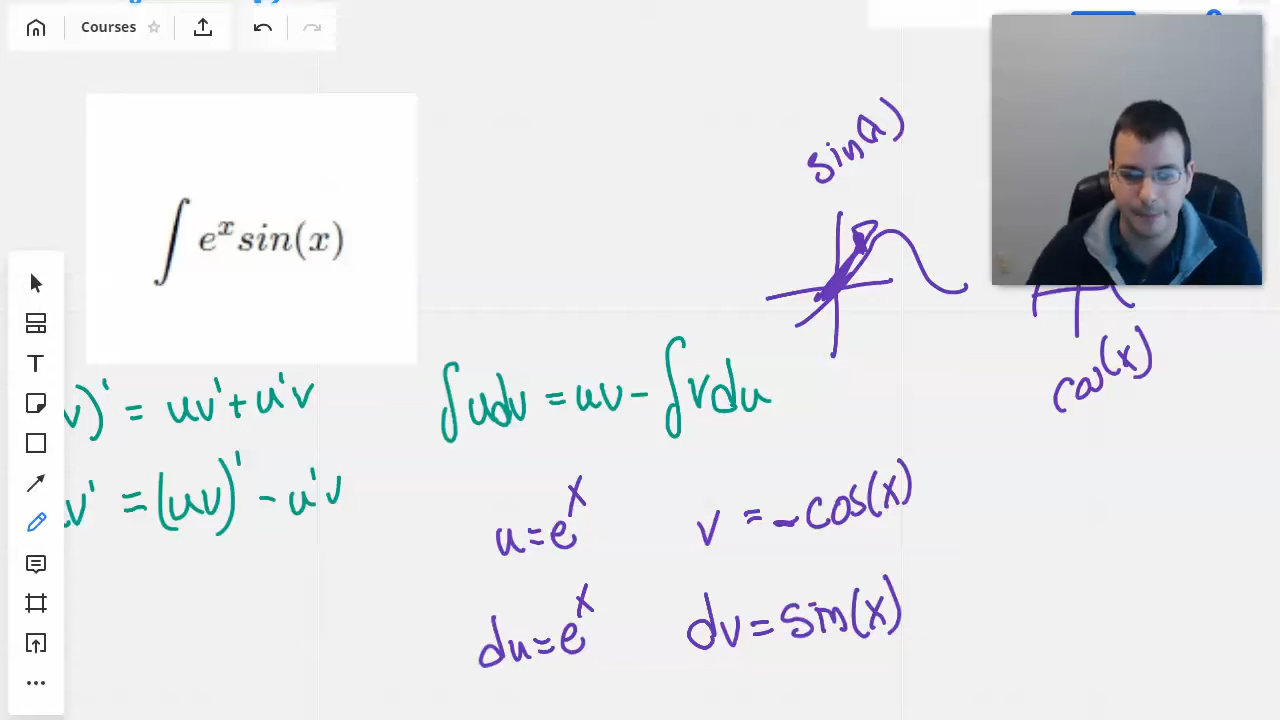 Courses
∫ e^x sin(x)
sin(x)
cos(x)
v)' = uv' + u'v
∫udv = uv - ∫vdu
v' = (uv)' - u'v
u = e^x
v = -cos(x)
du = e^x
dv = sin(x)
T